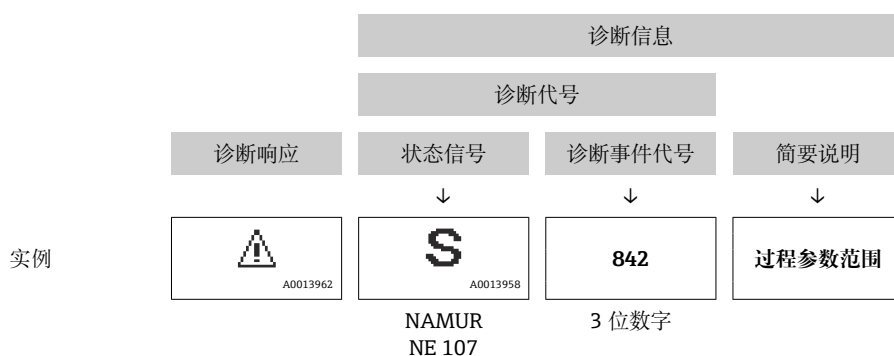 诊断信息
诊断代号
诊断响应 状态信号 诊断事件代号 简要说明
↓ ↓ ↓
实例 S 842 过程参数范围
A0013962 A0013958
NAMUR 3 位数字
NE 107